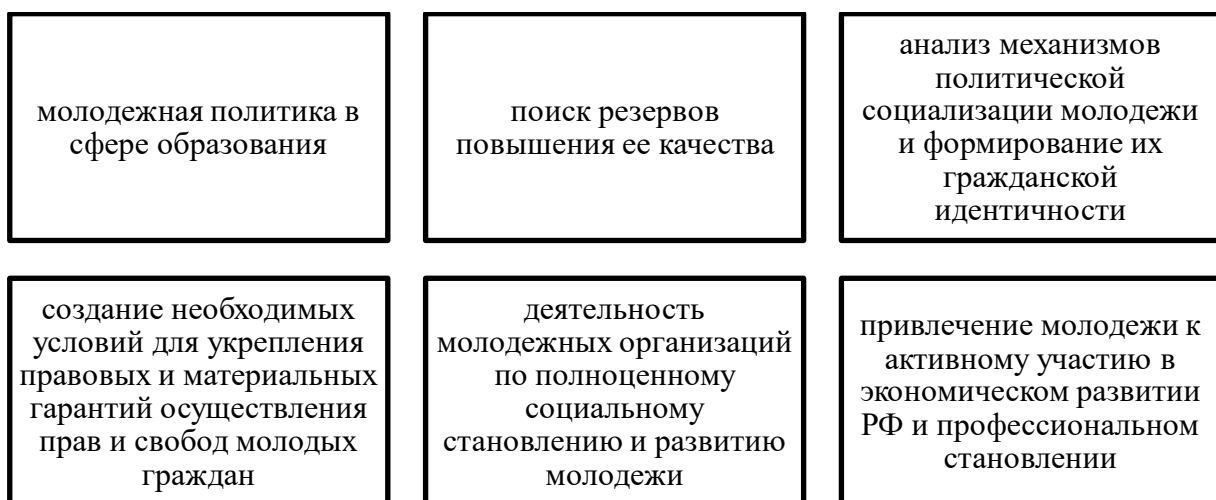 молодежная политика в
сфере образования
поиск резервов
повышения ее качества
анализ механизмов
политической
социализации молодежи
и формирование их
гражданской
идентичности
создание необходимых
условий для укрепления
правовых и материальных
гарантий осуществления
прав и свобод молодых
граждан
деятельность
молодежных организаций
по полноценному
социальному
становлению и развитию
молодежи
привлечение молодежи к
активному участию в
экономическом развитии
РФ и профессиональном
становлении